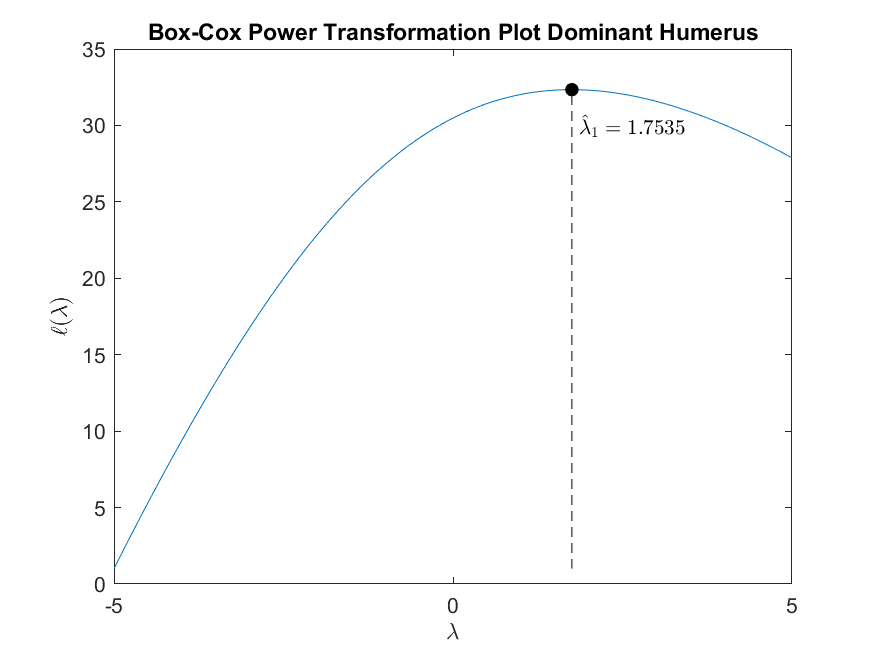 Box-Cox Power Transformation Plot Dominant Humerus
35
30
25
20
15
10
5
0
ℓ(λ)
λ̂₁ = 1.7535
-5
0
5
λ